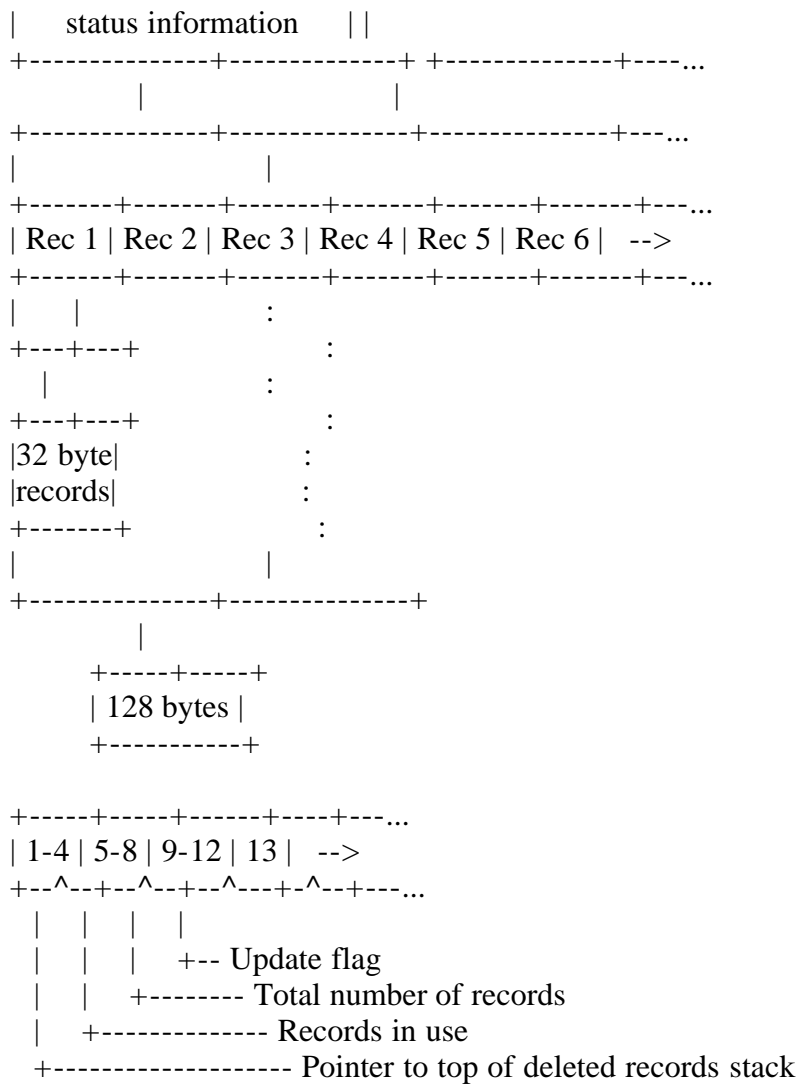 |      status information      | |
+---------------+--------------+ +--------------+----...
            |                       |
+---------------+---------------+---------------+---...
|                       |
+-------+-------+-------+-------+-------+-------+---...
| Rec 1 | Rec 2 | Rec 3 | Rec 4 | Rec 5 | Rec 6 |   -->
+-------+-------+-------+-------+-------+-------+---...
|     |                 :
+---+---+                 :
   |                    :
+---+---+                 :
|32 byte|                 :
|records|                 :
+-------+                 :
|                       |
+---------------+---------------+
            |
+-----+-----+
| 128 bytes |
+-----------+
+-----+-----+------+----+---...
| 1-4 | 5-8 | 9-12 | 13 |   -->
+--^--+--^--+--^---+-^--+---...
|     |    |    |
|     |    |    +-- Update flag
|     |    +-------- Total number of records
|     +-------------- Records in use
+-------------------- Pointer to top of deleted records stack